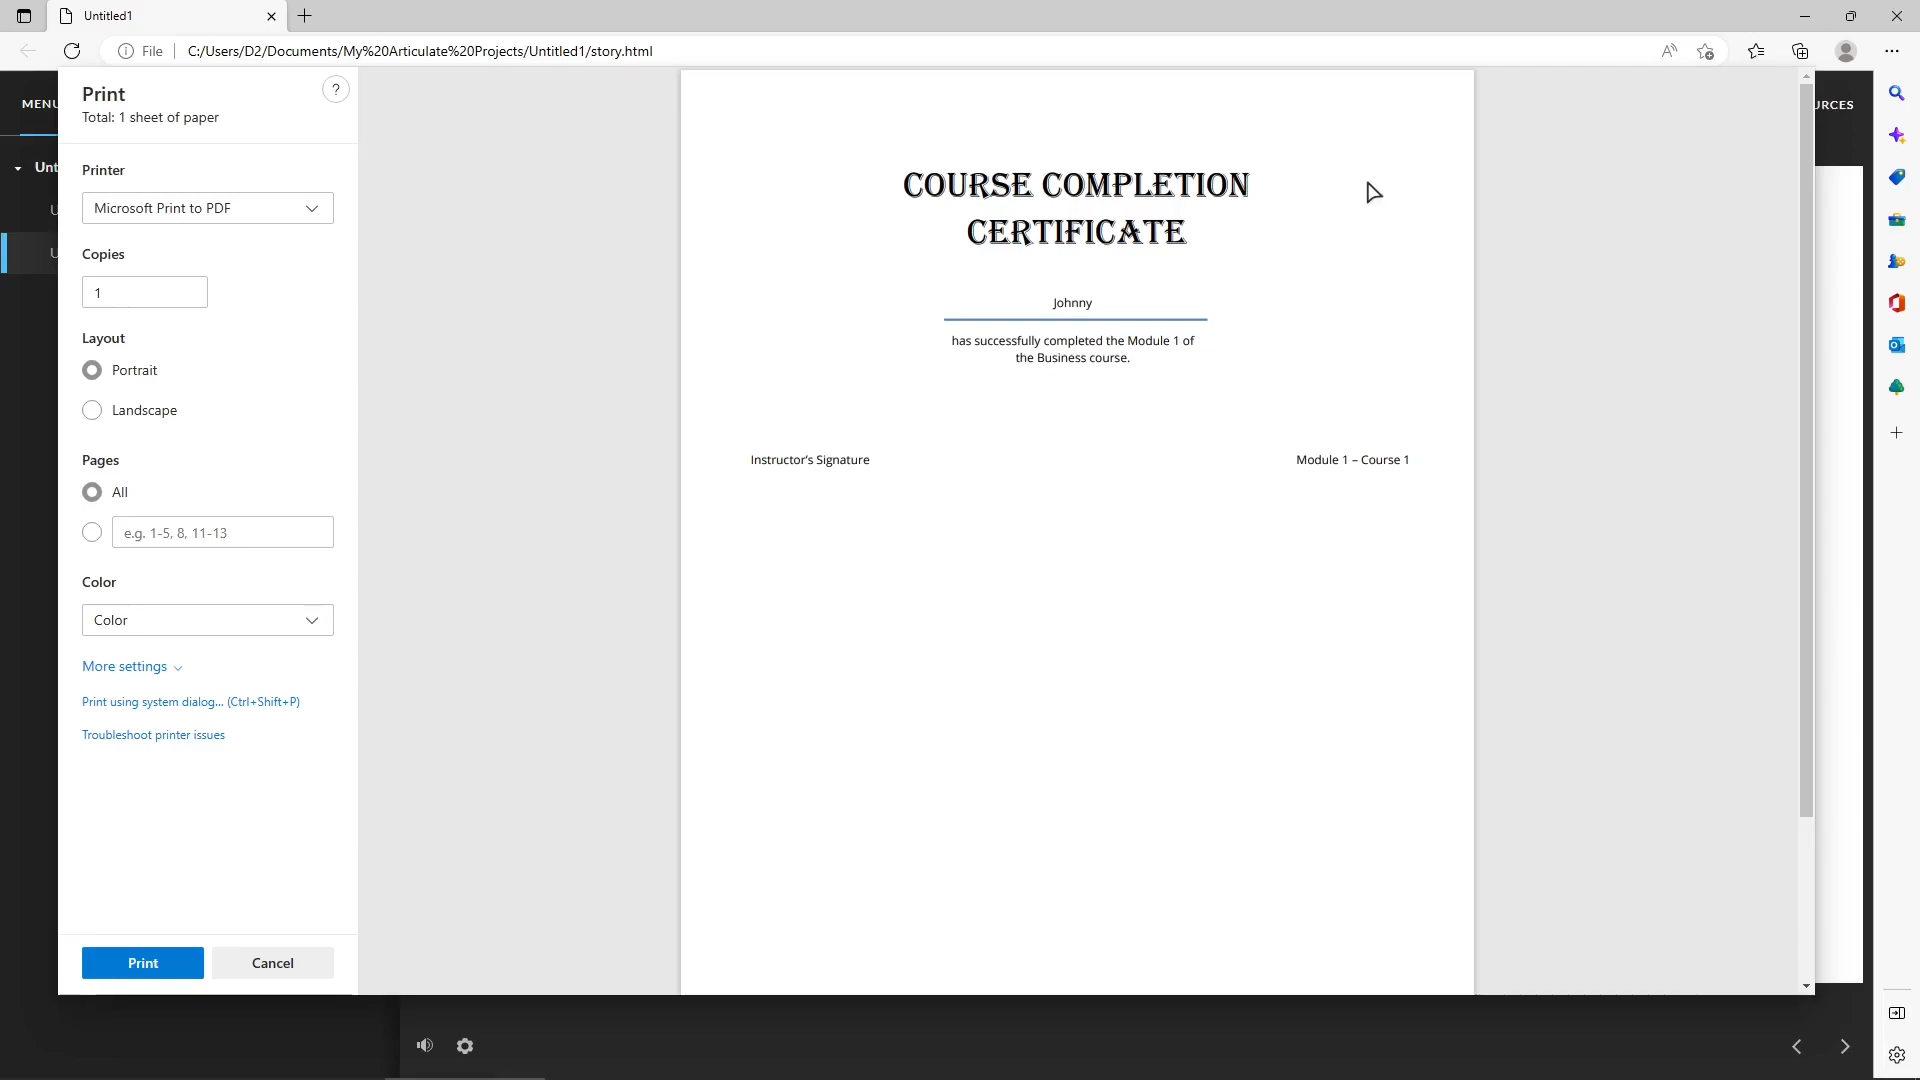 Untitled1
File
C:/Users/D2/Documents/My%20Articulate%20Projects/Untitled1/story.html
MENU
URCES
Unt
Print
?
Total: 1 sheet of paper
Printer
Microsoft Print to PDF
Copies
1
Layout
Portrait
Landscape
Pages
All
e.g. 1-5, 8, 11-13
Color
Color
More settings
Print using system dialog... (Ctrl+Shift+P)
Troubleshoot printer issues
Print
Cancel
COURSE COMPLETION
CERTIFICATE
Johnny
has successfully completed the Module 1 of
the Business course.
Instructor's Signature
Module 1 – Course 1